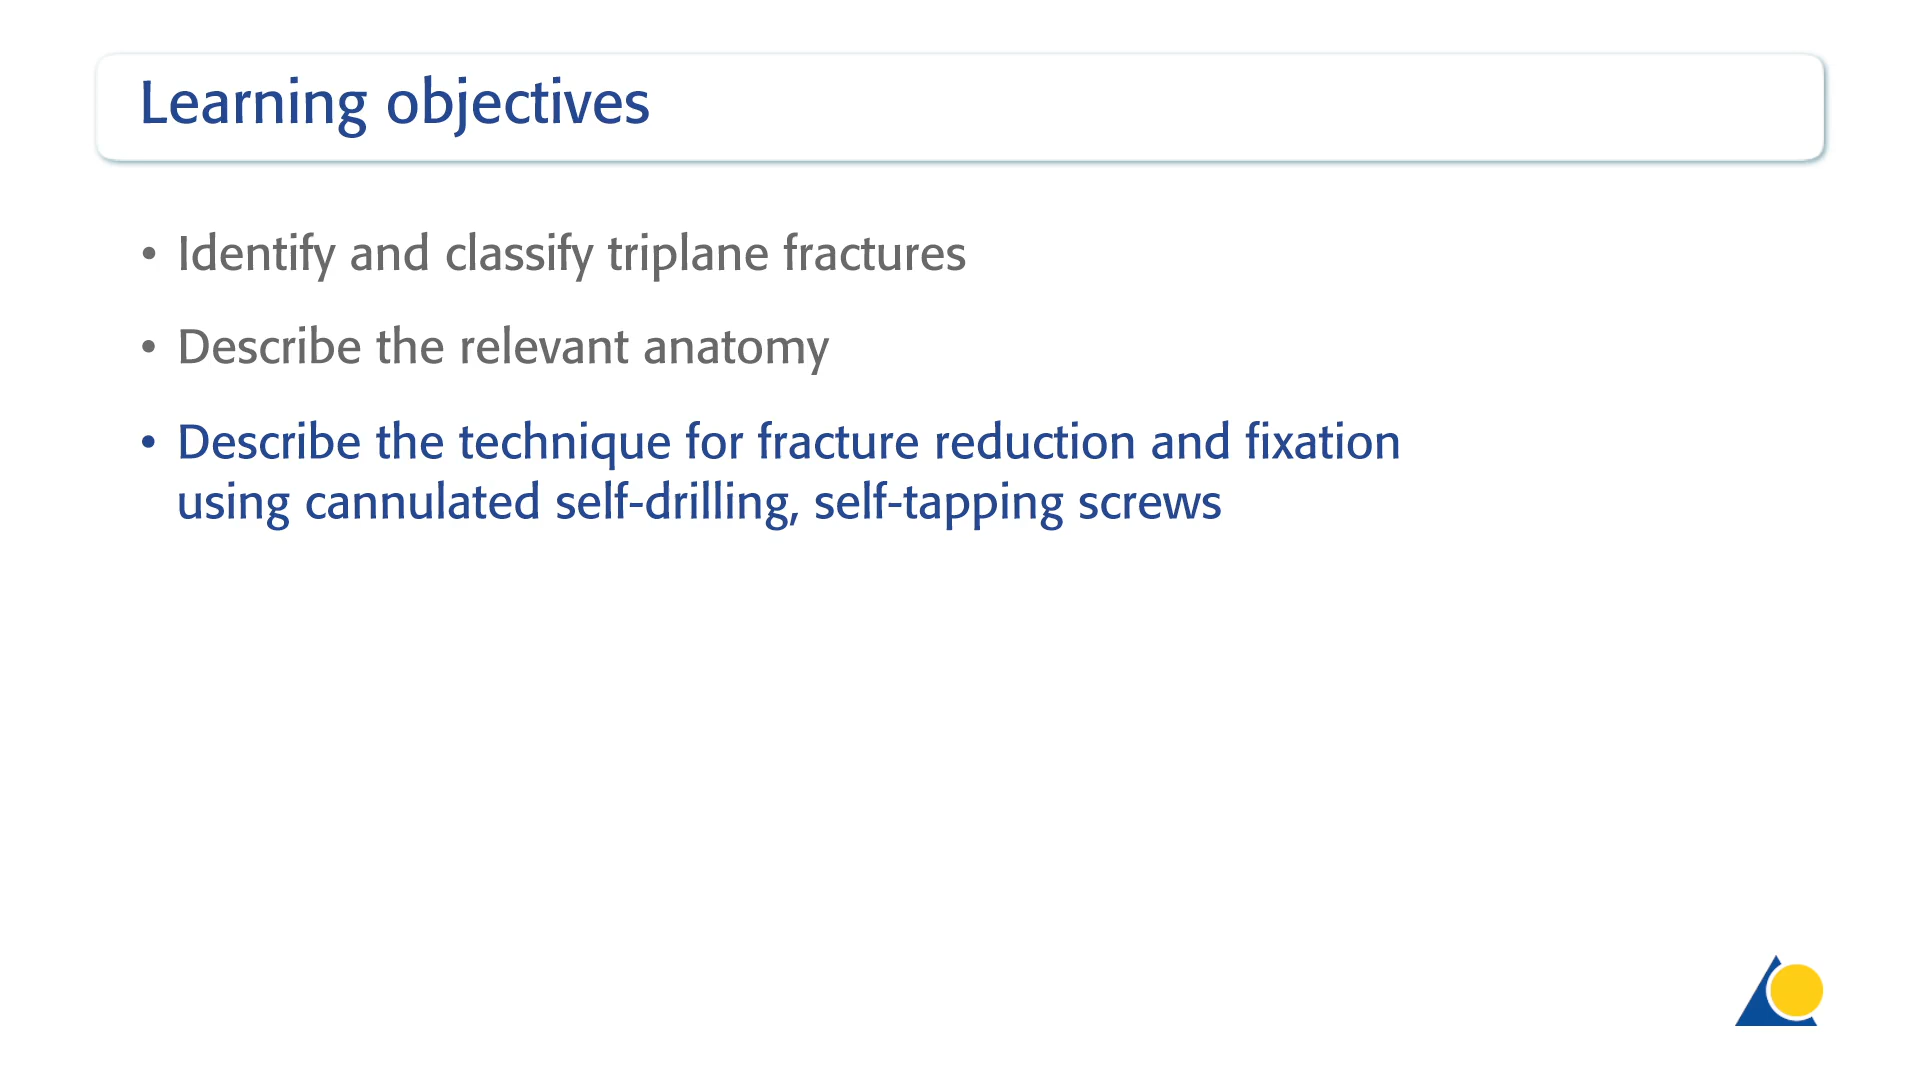 Learning objectives
• Identify and classify triplane fractures
• Describe the relevant anatomy
• Describe the technique for fracture reduction and fixation
using cannulated self-drilling, self-tapping screws